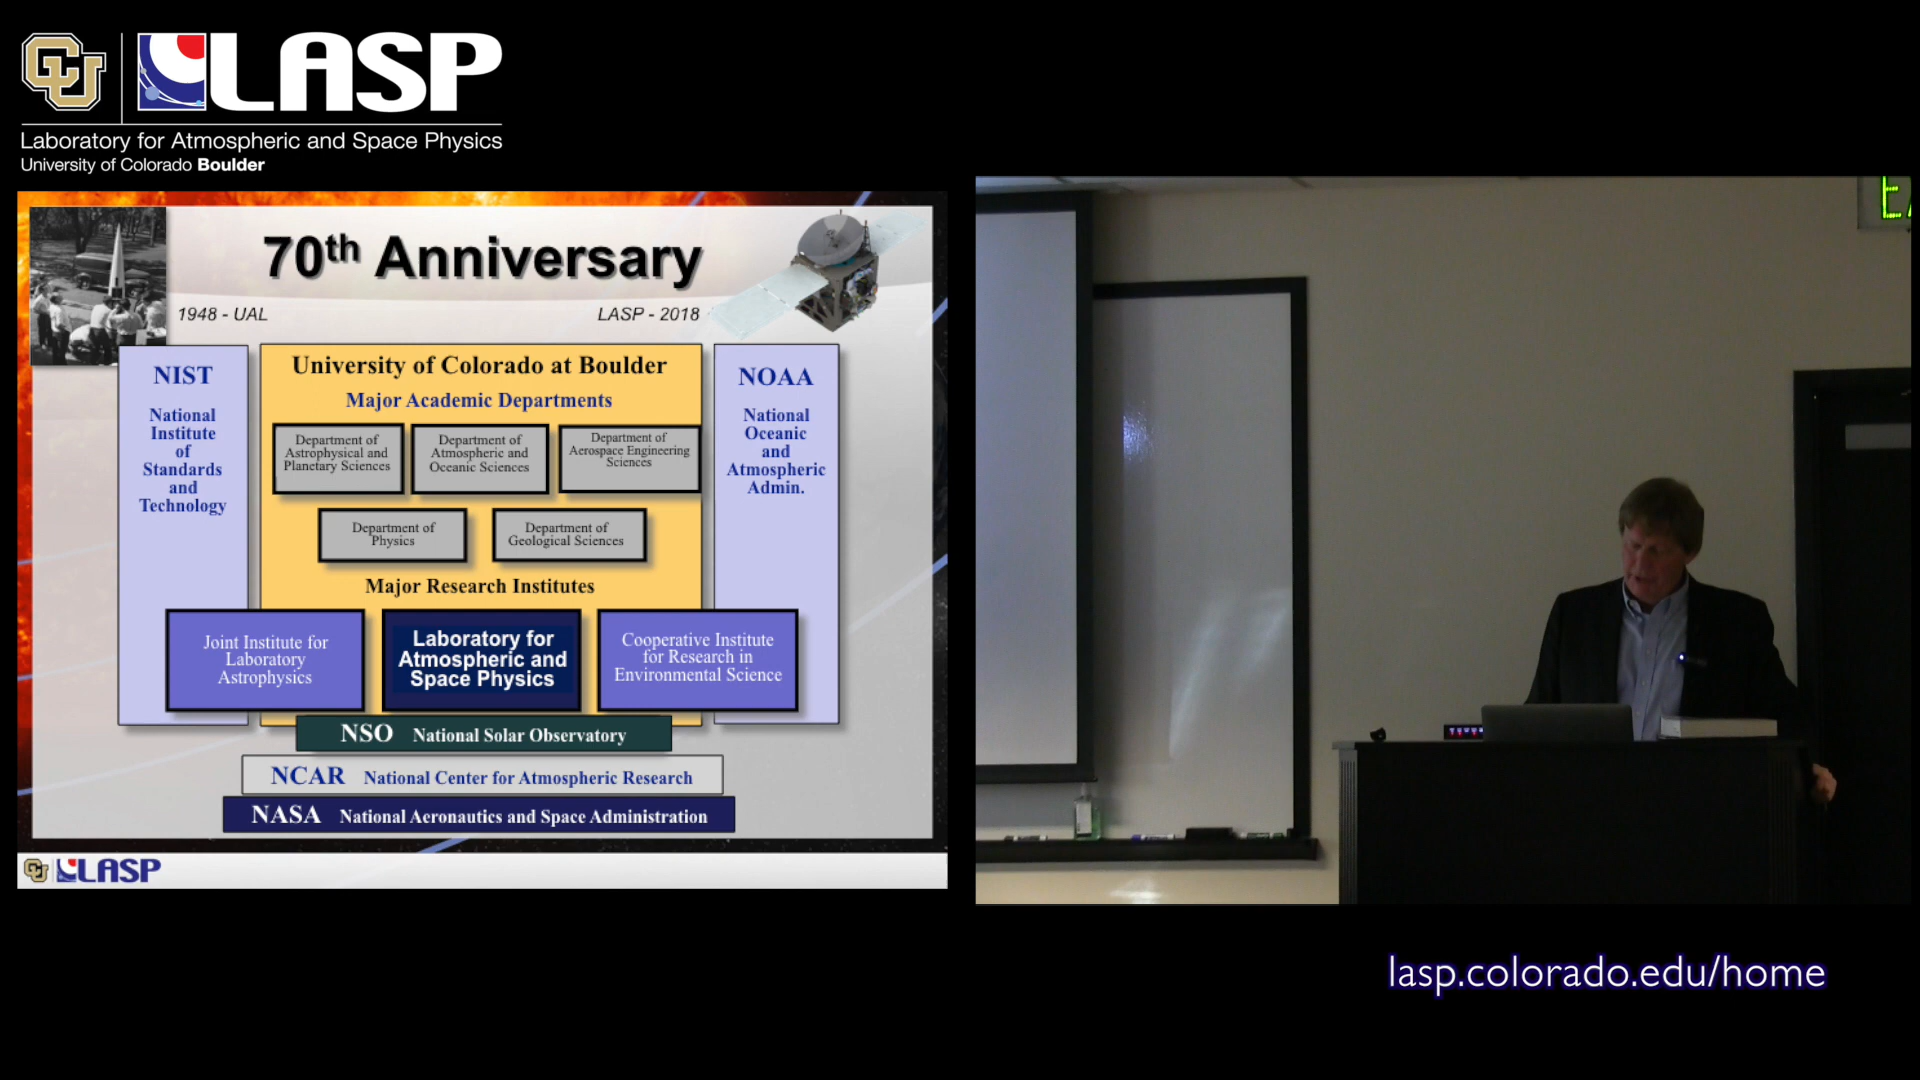 CU LASP
Laboratory for Atmospheric and Space Physics
University of Colorado Boulder
70th Anniversary
1948 - UAL
LASP - 2018
NIST
National
Institute
of
Standards
and
Technology
University of Colorado at Boulder
Major Academic Departments
Department of
Astrophysical and
Planetary Sciences
Department of
Atmospheric and
Oceanic Sciences
Department of
Aerospace Engineering
Sciences
Department of
Physics
Department of
Geological Sciences
NOAA
National
Oceanic
and
Atmospheric
Admin.
Major Research Institutes
Joint Institute for
Laboratory
Astrophysics
Laboratory for
Atmospheric and
Space Physics
Cooperative Institute
for Research in
Environmental Science
NSO National Solar Observatory
NCAR National Center for Atmospheric Research
NASA National Aeronautics and Space Administration
CU LASP
lasp.colorado.edu/home